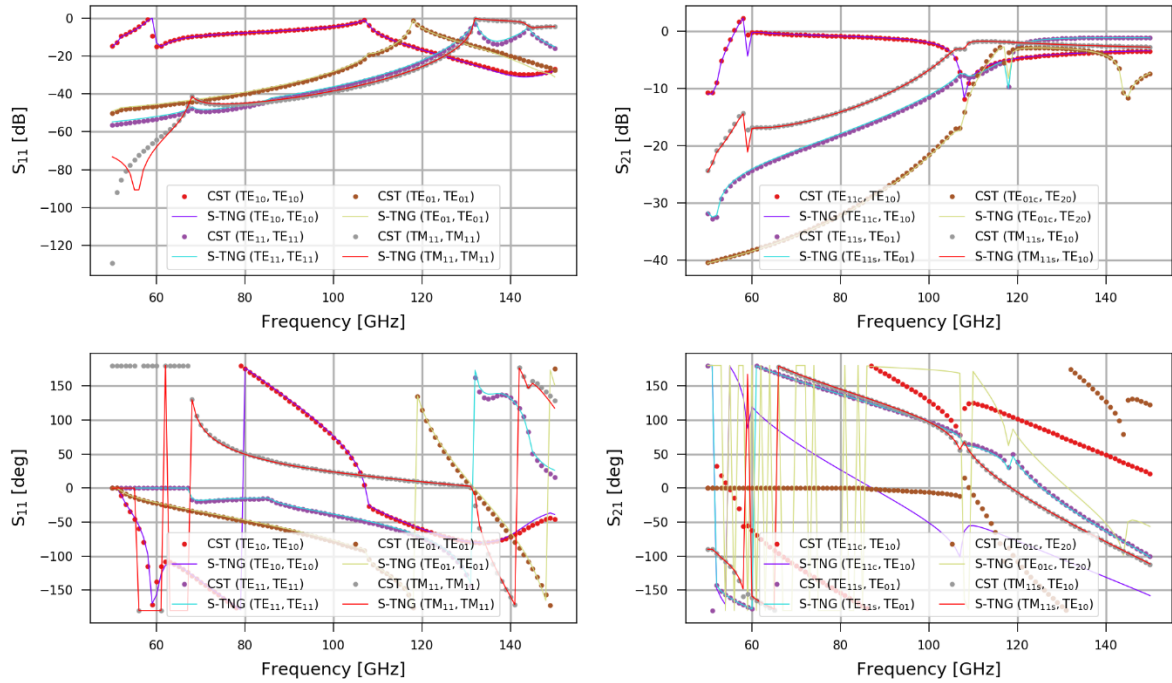 0
−20
−40
−60
−80
−100
−120
S11 [dB]
60
80
100
120
140
Frequency [GHz]
CST (TE10, TE10)
S-TNG (TE10, TE10)
CST (TE11, TE11)
S-TNG (TE11, TE11)
CST (TE01, TE01)
S-TNG (TE01, TE01)
CST (TM11, TM11)
S-TNG (TM11, TM11)
0
−10
−20
−30
−40
S21 [dB]
60
80
100
120
140
Frequency [GHz]
CST (TE11c, TE10)
S-TNG (TE11c, TE10)
CST (TE11s, TE01)
S-TNG (TE11s, TE01)
CST (TE01c, TE20)
S-TNG (TE01c, TE20)
CST (TM11s, TE10)
S-TNG (TM11s, TE10)
150
100
50
0
−50
−100
−150
S11 [deg]
60
80
100
120
140
Frequency [GHz]
CST (TE10, TE10)
S-TNG (TE10, TE10)
CST (TE11, TE11)
S-TNG (TE11, TE11)
CST (TE01, TE01)
S-TNG (TE01, TE01)
CST (TM11, TM11)
S-TNG (TM11, TM11)
150
100
50
0
−50
−100
−150
S21 [deg]
60
80
100
120
140
Frequency [GHz]
CST (TE11c, TE10)
S-TNG (TE11c, TE10)
CST (TE11s, TE01)
S-TNG (TE11s, TE01)
CST (TE01c, TE20)
S-TNG (TE01c, TE20)
CST (TM11s, TE10)
S-TNG (TM11s, TE10)